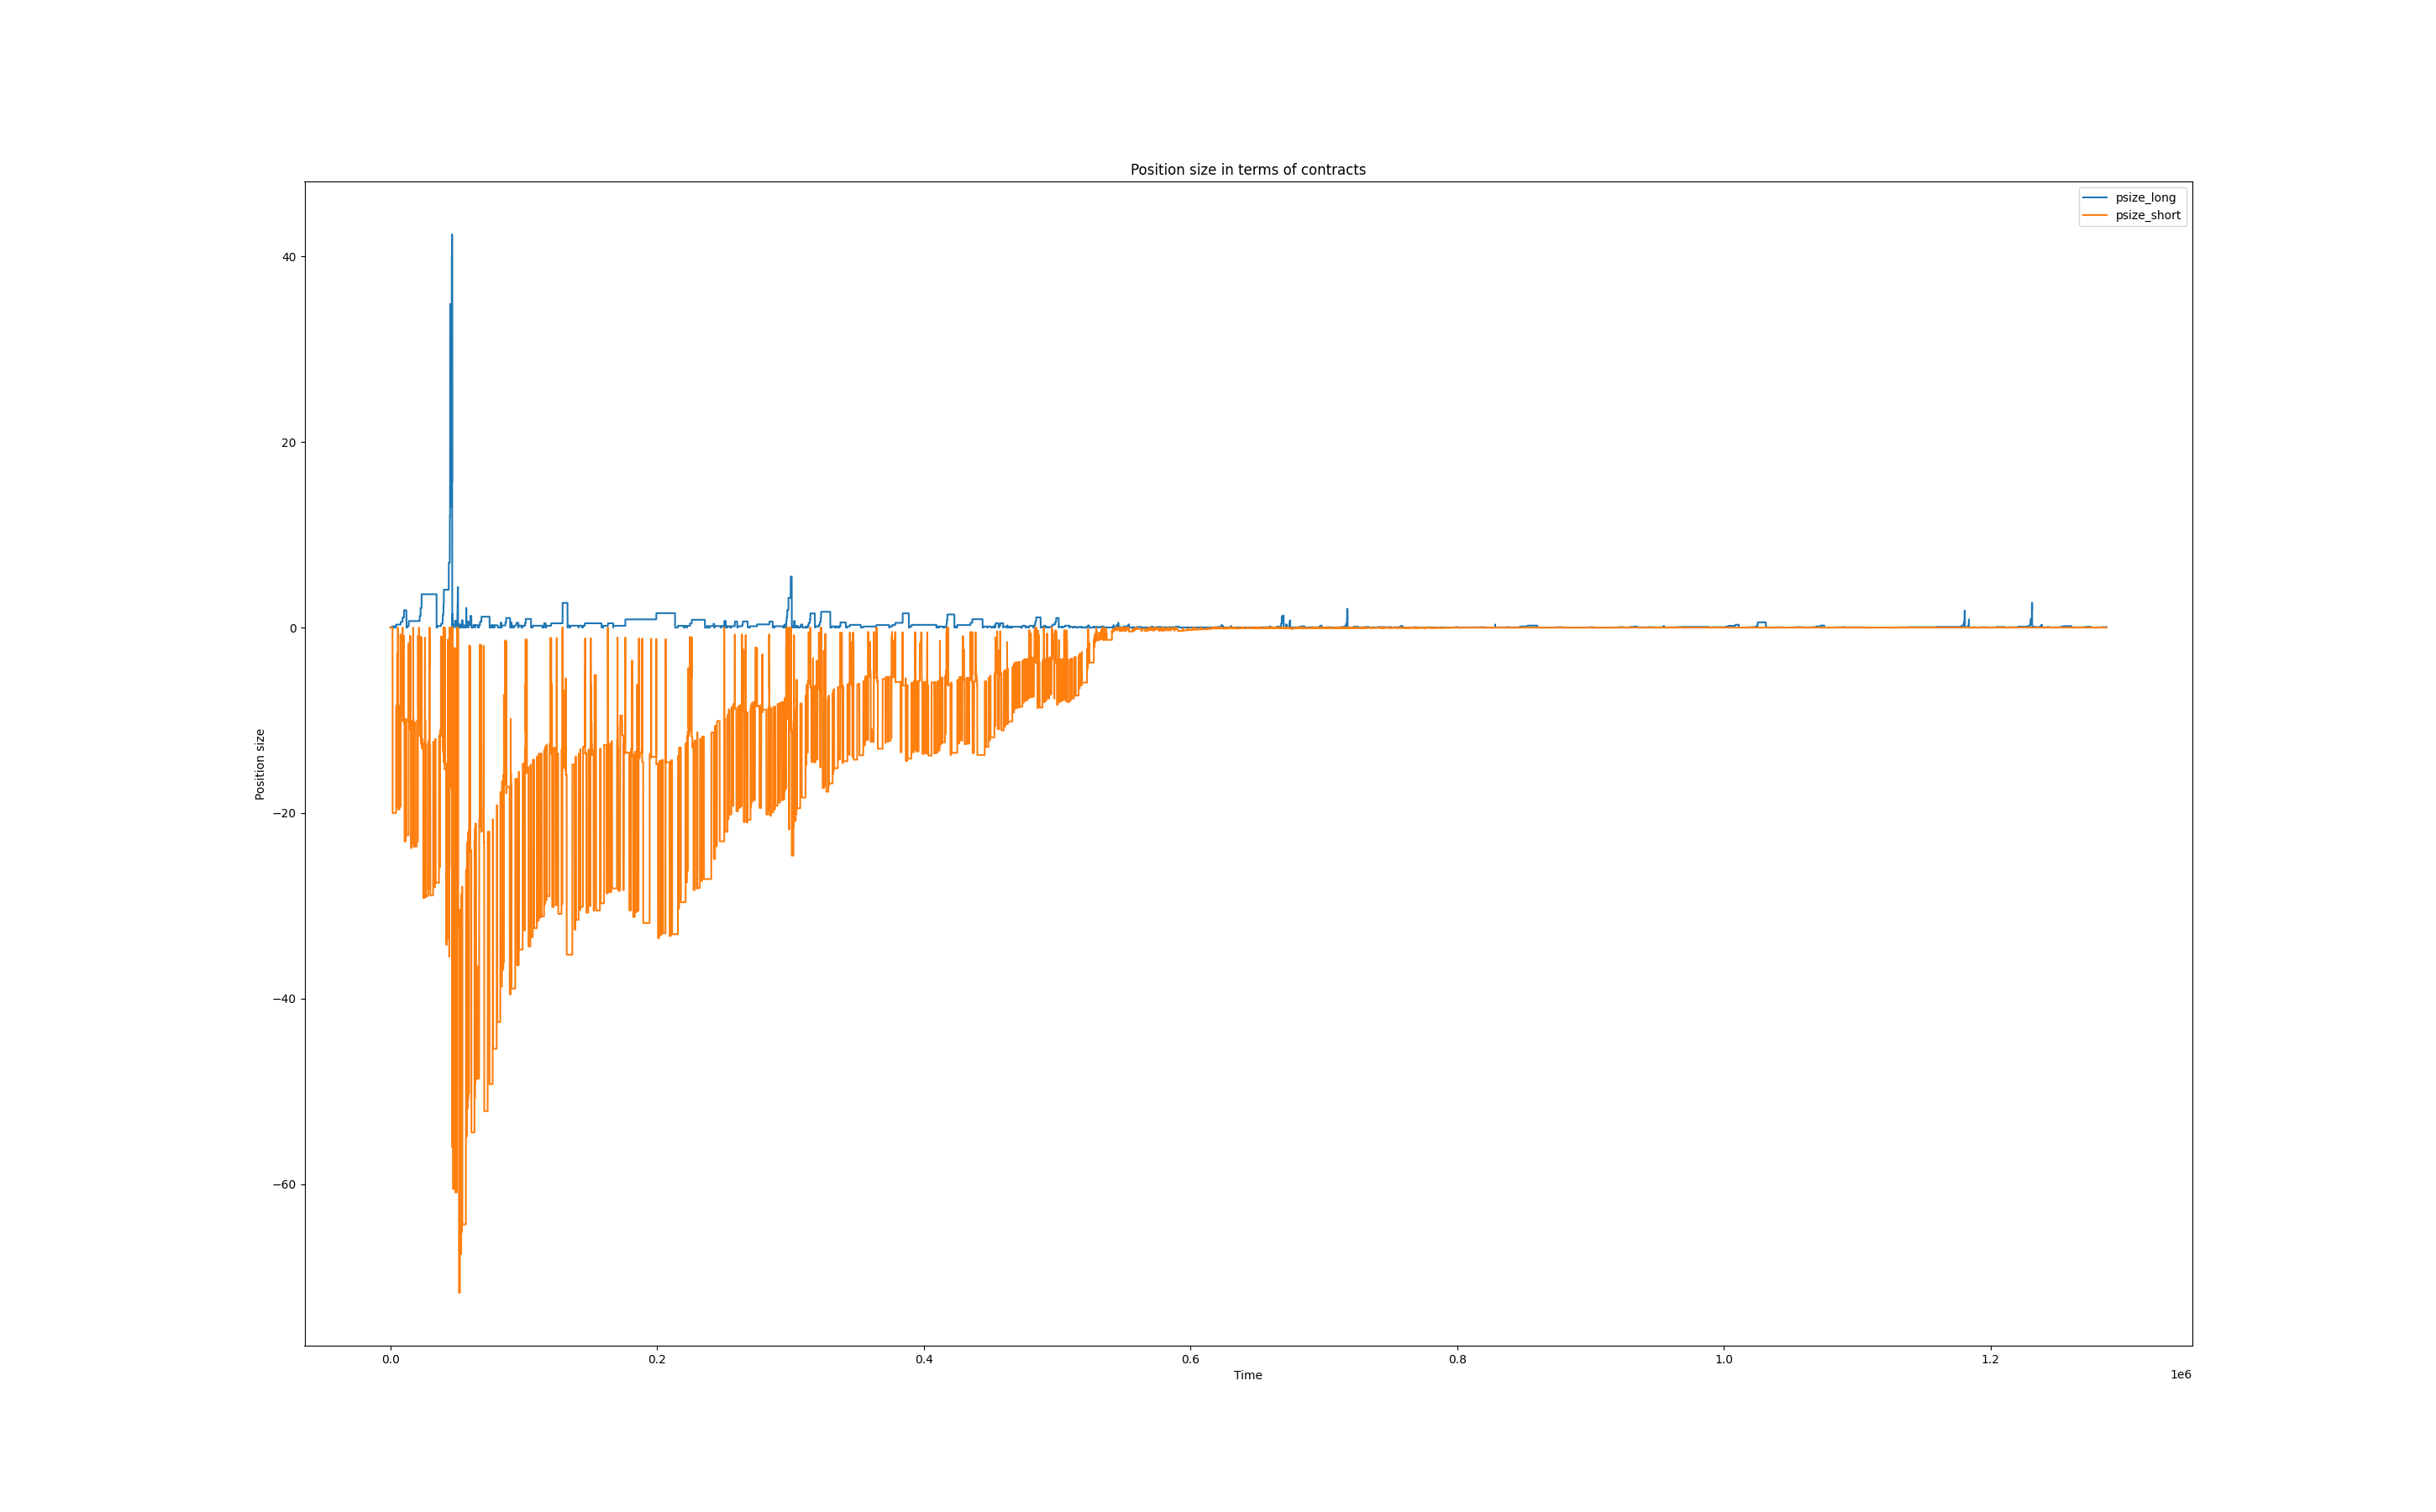 Position size in terms of contracts
psize_long
psize_short
40
20
0
−20
−40
−60
Position size
0.0
0.2
0.4
0.6
0.8
1.0
1.2
1e6
Time